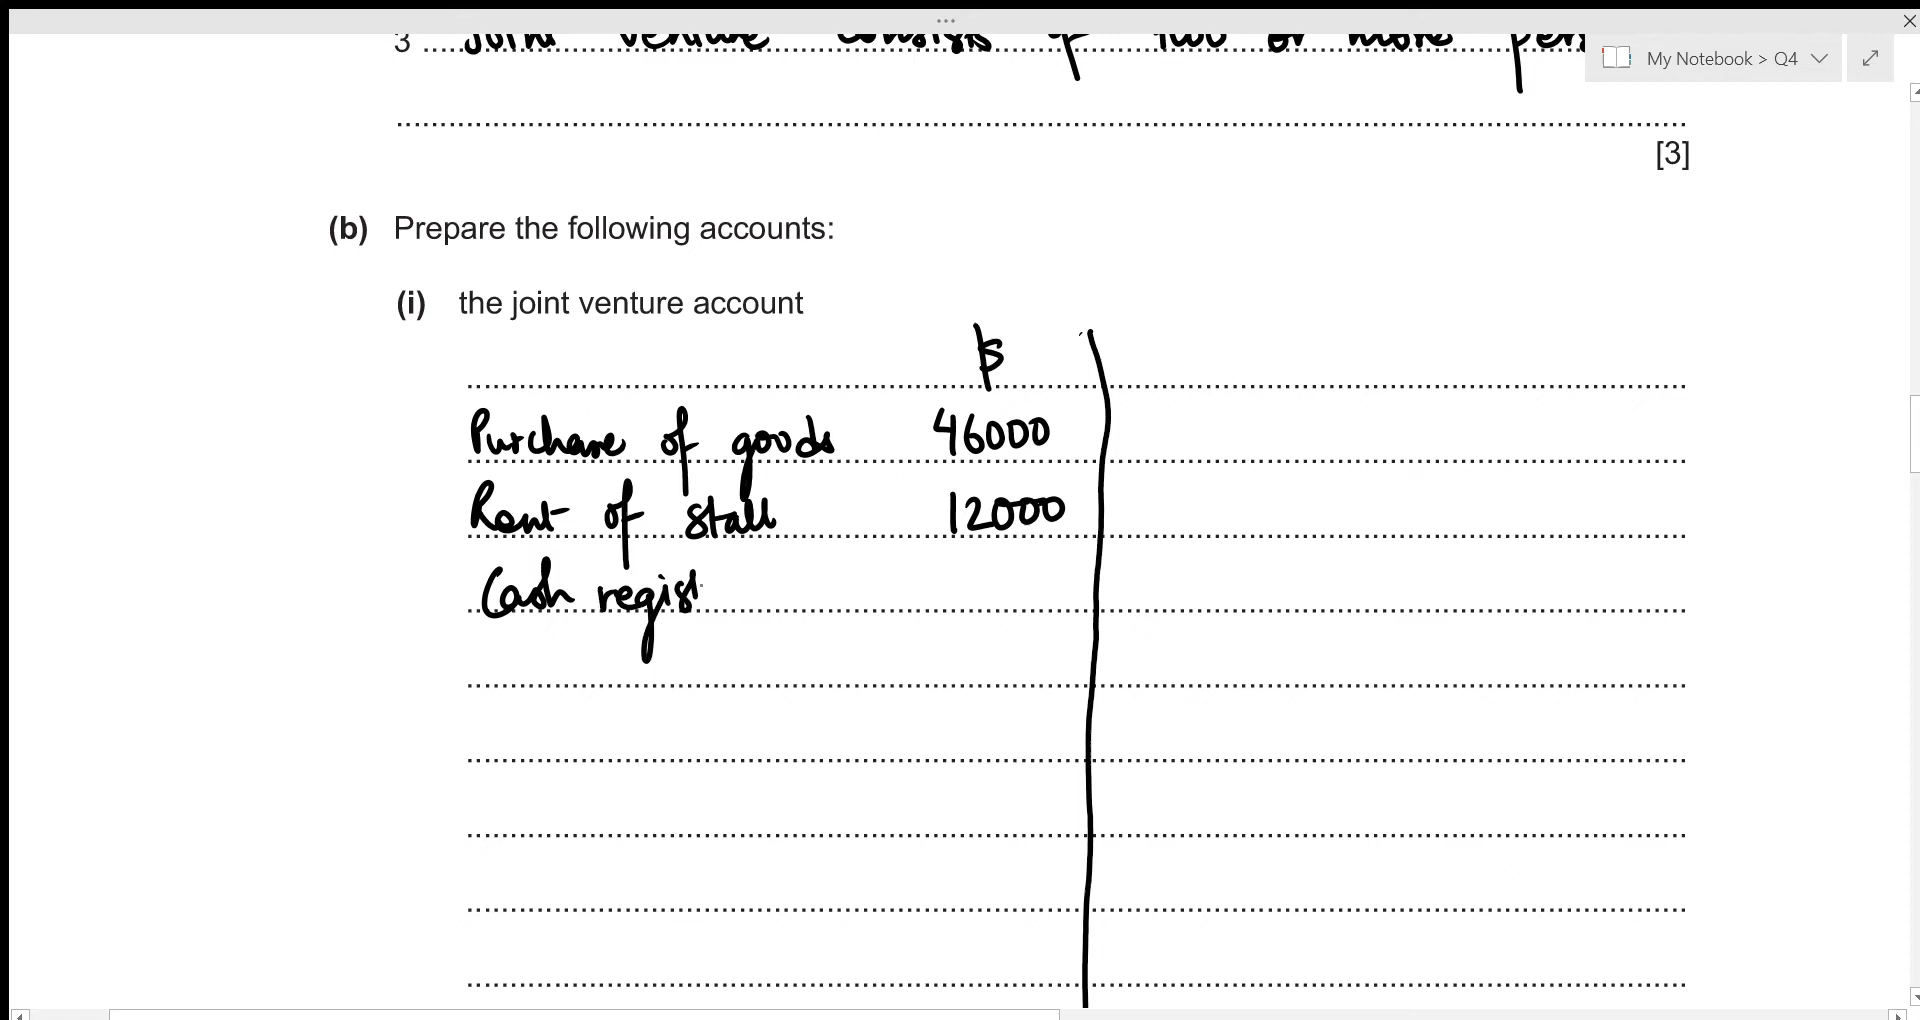 3 Joint venture consists of two or more per
My Notebook > Q4
[3]
(b) Prepare the following accounts:
(i) the joint venture account
$
Purchase of goods 46000
Rent of stall 12000
Cash regist